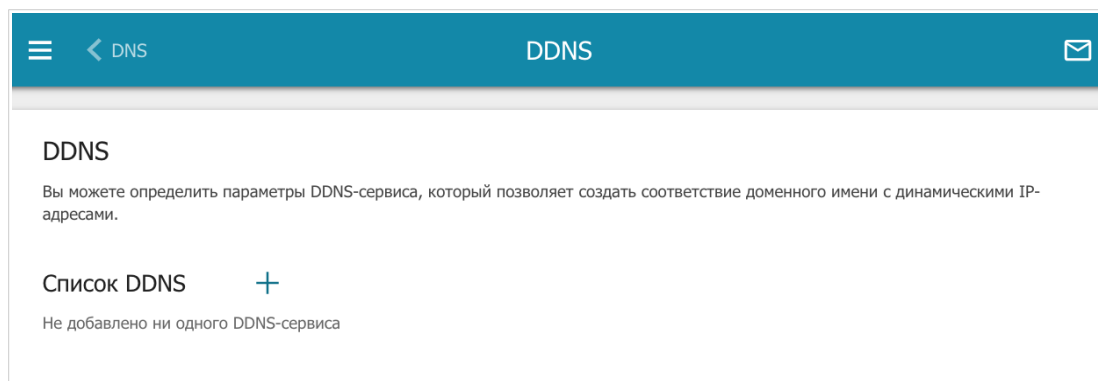 DNS
DDNS
DDNS
Вы можете определить параметры DDNS-сервиса, который позволяет создать соответствие доменного имени с динамическими IP-
адресами.
Список DDNS
Не добавлено ни одного DDNS-сервиса